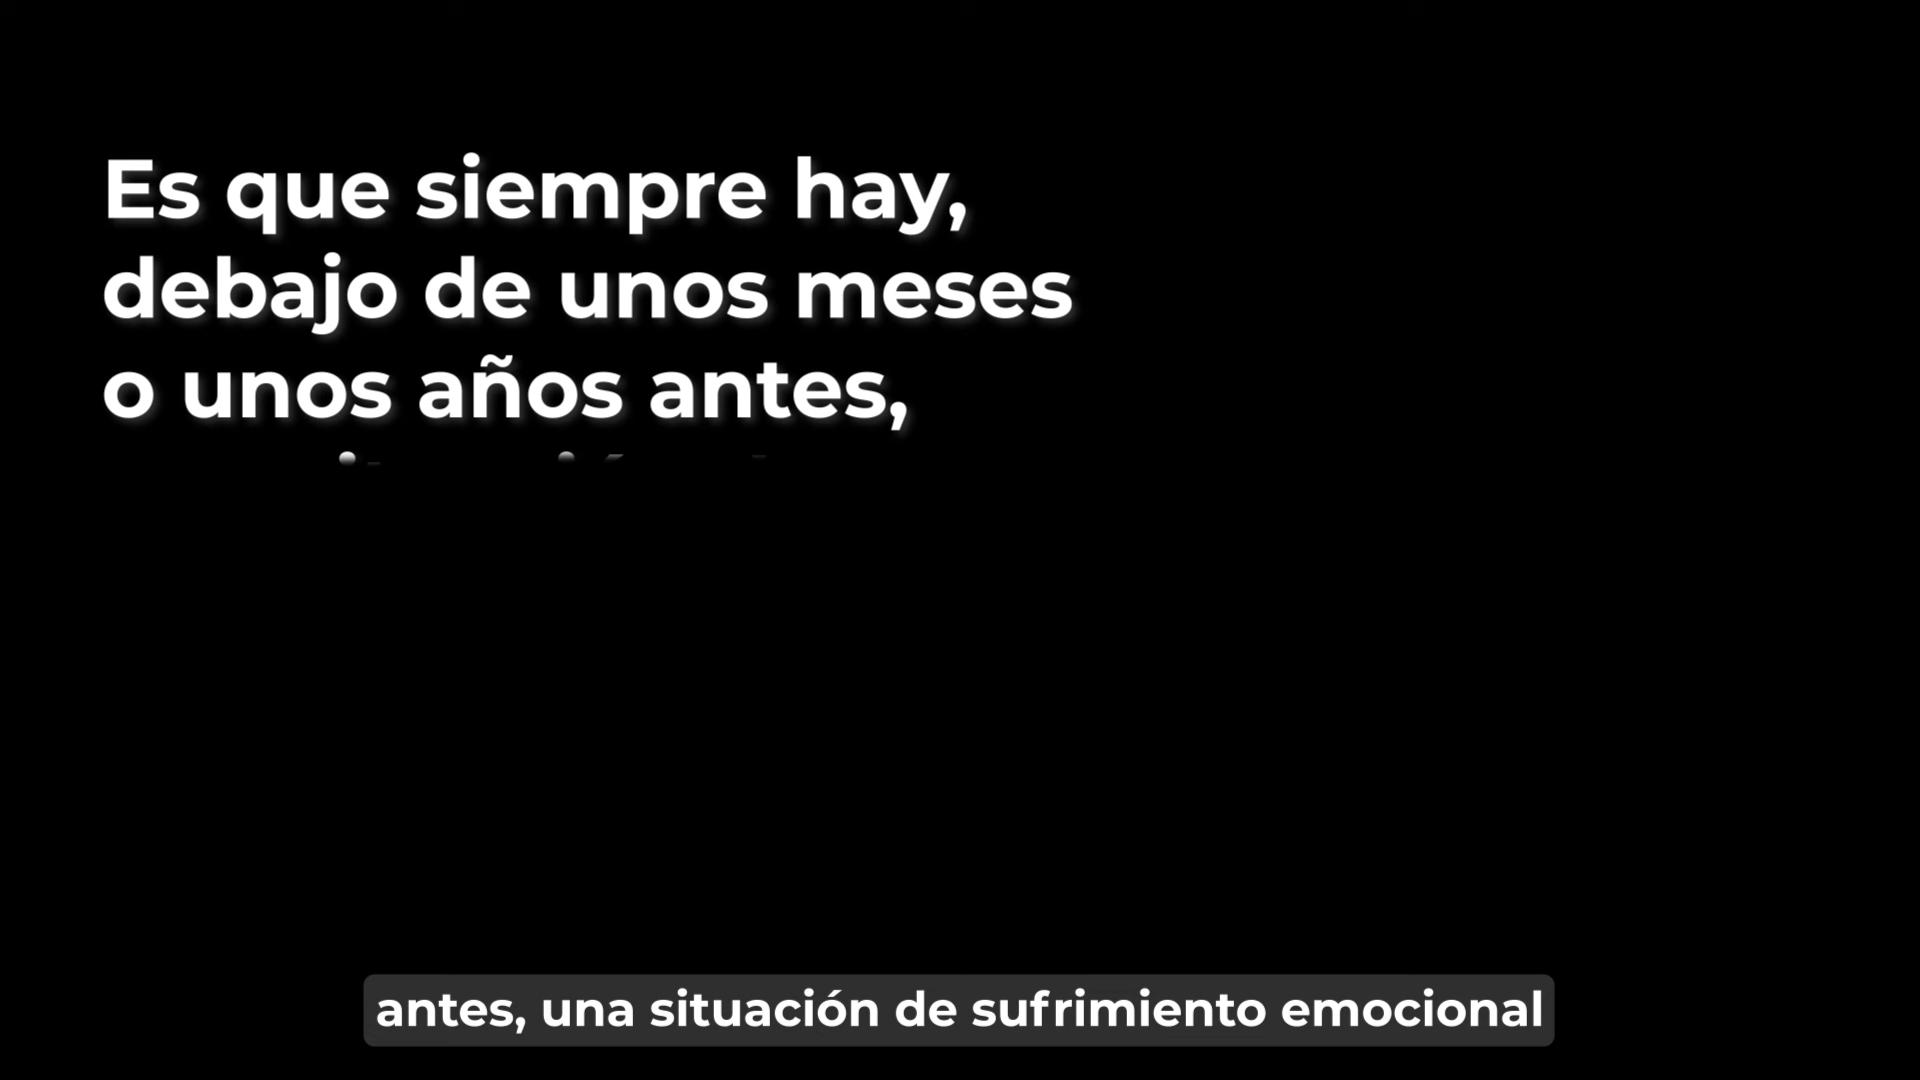 Es que siempre hay,
debajo de unos meses
o unos años antes,
antes, una situación de sufrimiento emocional